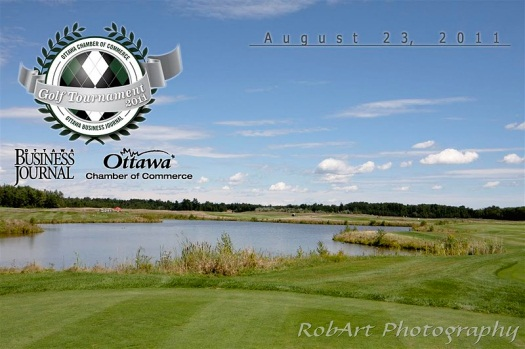 August 23, 2011
OTTAWA CHAMBER OF COMMERCE
Golf Tournament
2011
OTTAWA BUSINESS JOURNAL
BUSINESS
JOURNAL
Ottawa
Chamber of Commerce
RobArt Photography